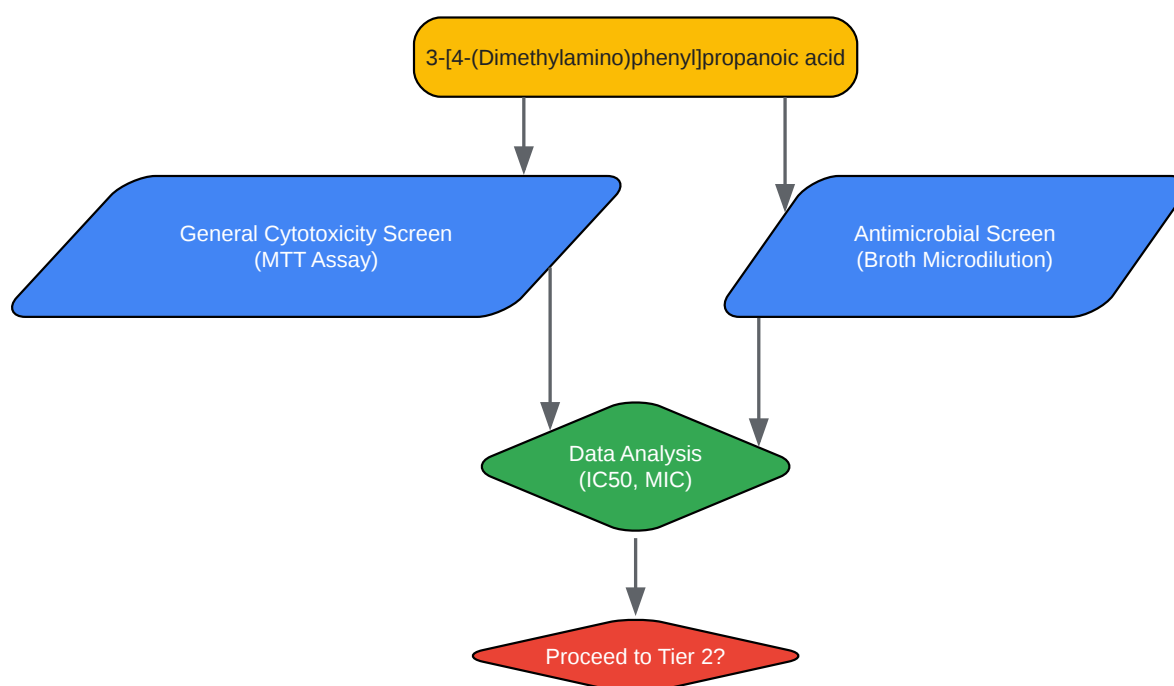 3-[4-(Dimethylamino)phenyl]propanoic acid
General Cytotoxicity Screen
(MTT Assay)
Antimicrobial Screen
(Broth Microdilution)
Data Analysis
(IC50, MIC)
Proceed to Tier 2?